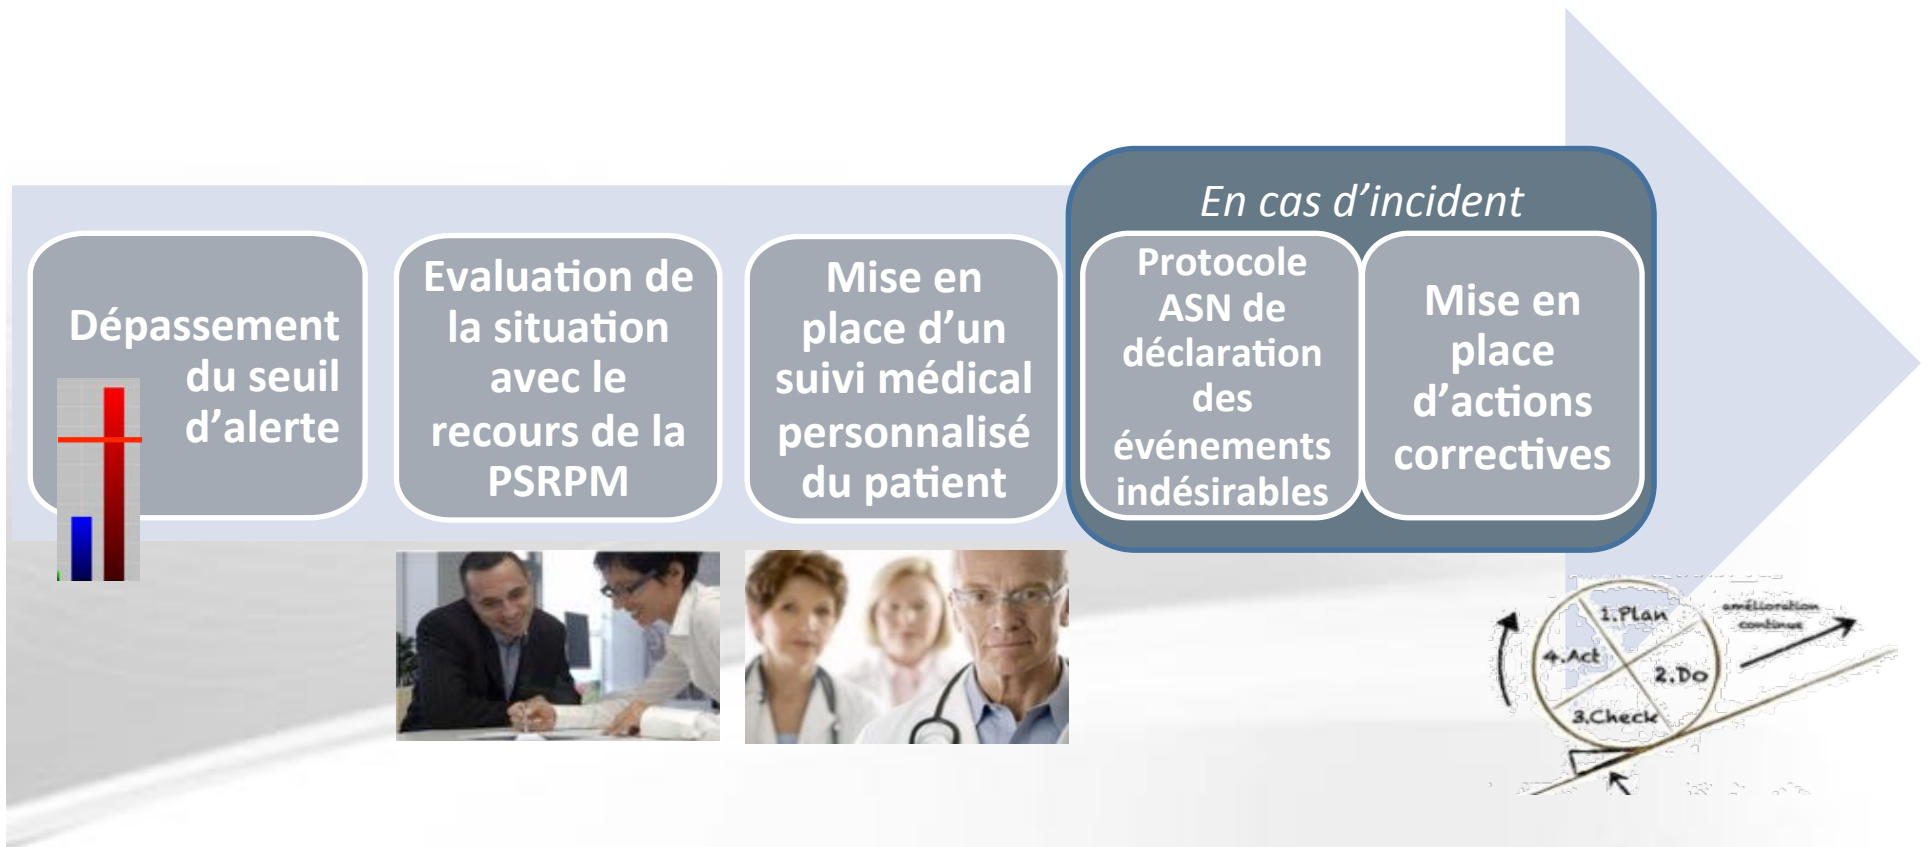 Dépassement
du seuil
d’alerte
Evaluation de
la situation
avec le
recours de la
PSRPM
Mise en
place d’un
suivi médical
personnalisé
du patient
En cas d’incident
Protocole
ASN de
déclaration
des
événements
indésirables
Mise en
place
d’actions
correctives
1.Plan
2.Do
3.Check
4.Act
amélioration
continue